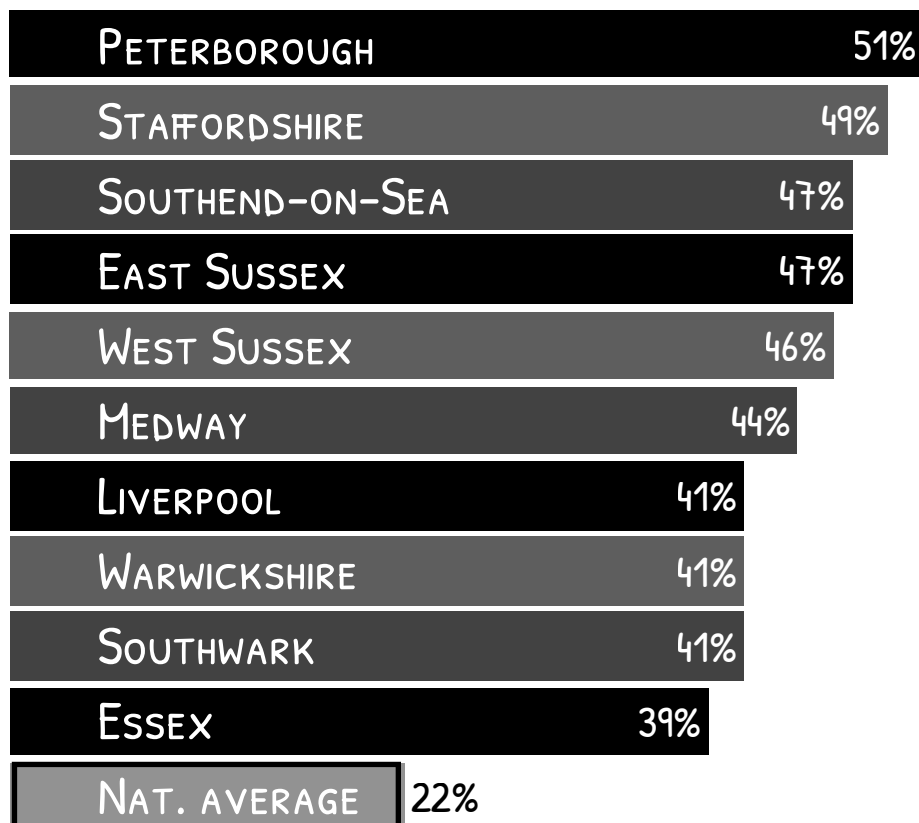 Peterborough 51%
Staffordshire 49%
Southend-on-Sea 47%
East Sussex 47%
West Sussex 46%
Medway 44%
Liverpool 41%
Warwickshire 41%
Southwark 41%
Essex 39%
Nat. average 22%